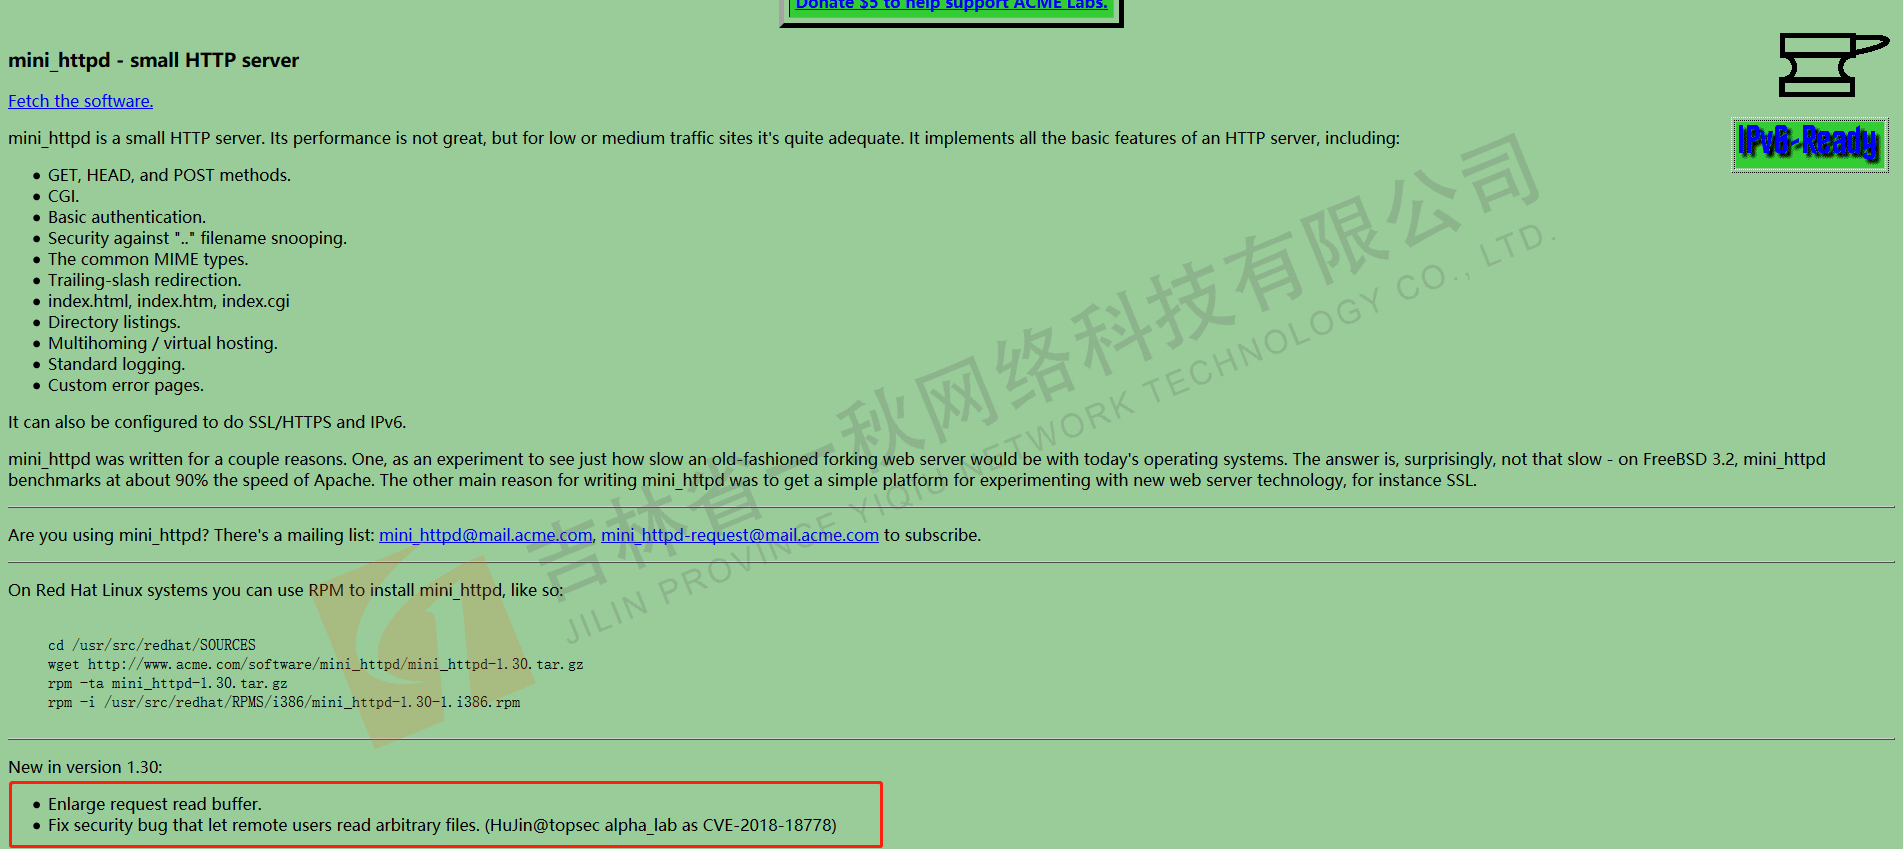 Donate $5 to help support ACME Labs.
mini_httpd - small HTTP server
Fetch the software.
IPv6-Ready
mini_httpd is a small HTTP server. Its performance is not great, but for low or medium traffic sites it's quite adequate. It implements all the basic features of an HTTP server, including:
GET, HEAD, and POST methods.
CGI.
Basic authentication.
Security against ".." filename snooping.
The common MIME types.
Trailing-slash redirection.
index.html, index.htm, index.cgi
Directory listings.
Multihoming / virtual hosting.
Standard logging.
Custom error pages.
It can also be configured to do SSL/HTTPS and IPv6.
mini_httpd was written for a couple reasons. One, as an experiment to see just how slow an old-fashioned forking web server would be with today's operating systems. The answer is, surprisingly, not that slow - on FreeBSD 3.2, mini_httpd
benchmarks at about 90% the speed of Apache. The other main reason for writing mini_httpd was to get a simple platform for experimenting with new web server technology, for instance SSL.
Are you using mini_httpd? There's a mailing list: mini_httpd@mail.acme.com, mini_httpd-request@mail.acme.com to subscribe.
On Red Hat Linux systems you can use RPM to install mini_httpd, like so:
cd /usr/src/redhat/SOURCES
wget http://www.acme.com/software/mini_httpd/mini_httpd-1.30.tar.gz
rpm -ta mini_httpd-1.30.tar.gz
rpm -i /usr/src/redhat/RPMS/i386/mini_httpd-1.30-1.i386.rpm
New in version 1.30:
Enlarge request read buffer.
Fix security bug that let remote users read arbitrary files. (HuJin@topsec alpha_lab as CVE-2018-18778)
吉林省一秋网络科技有限公司
JILIN PROVINCE YIQIU NETWORK TECHNOLOGY CO., LTD.